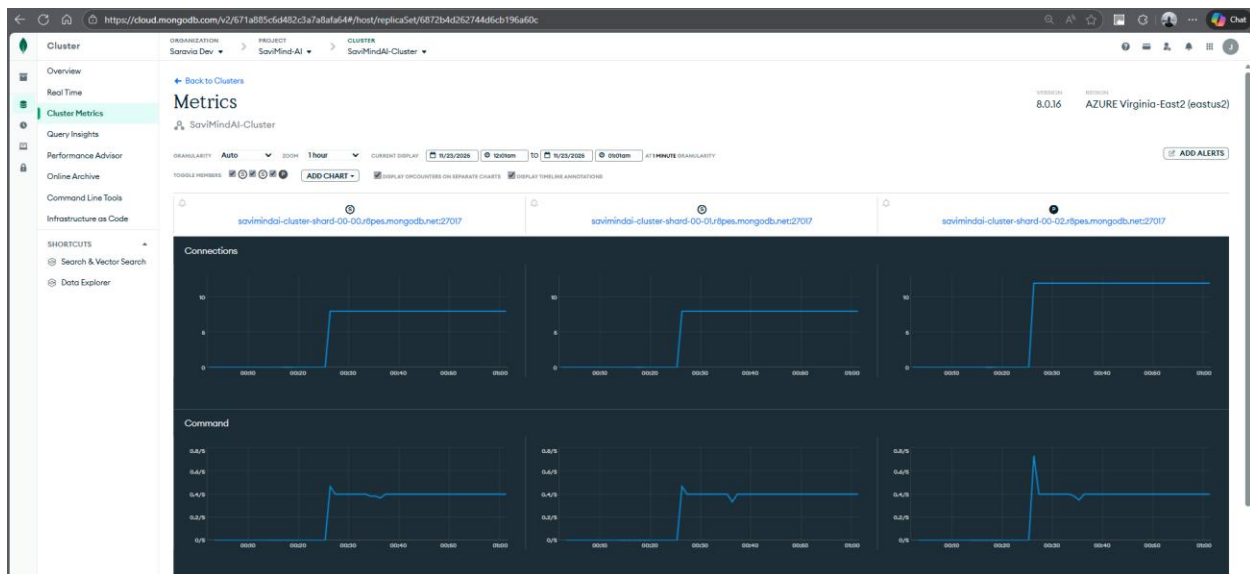 https://cloud.mongodb.com/v2/671a885c6d482c3a7a8afa64#/host/replicaSet/6872b4d262744d6cb196a60c
Chat
Cluster
ORGANIZATION
Saravia Dev
PROJECT
SaviMind-AI
CLUSTER
SaviMindAI-Cluster
J
Overview
Real Time
Cluster Metrics
Query Insights
Performance Advisor
Online Archive
Command Line Tools
Infrastructure as Code
SHORTCUTS
Search & Vector Search
Data Explorer
← Back to Clusters
Metrics
SaviMindAI-Cluster
VERSION
8.0.16
REGION
AZURE Virginia-East2 (eastus2)
GRANULARITY Auto ZOOM 1 hour CURRENT DISPLAY 11/23/2025 12:01am TO 11/23/2025 01:01am AT 1 MINUTE GRANULARITY
ADD ALERTS
TOGGLE MEMBERS S S P ADD CHART DISPLAY OPCOUNTERS ON SEPARATE CHARTS DISPLAY TIMELINE ANNOTATIONS
S
savimindai-cluster-shard-00-00.r8pes.mongodb.net:27017
S
savimindai-cluster-shard-00-01.r8pes.mongodb.net:27017
P
savimindai-cluster-shard-00-02.r8pes.mongodb.net:27017
Connections
10
5
0
00:10 00:20 00:30 00:40 00:50 01:00
10
5
0
00:10 00:20 00:30 00:40 00:50 01:00
10
5
0
00:10 00:20 00:30 00:40 00:50 01:00
Command
0.8/S
0.6/S
0.4/S
0.2/S
0/S
00:10 00:20 00:30 00:40 00:50 01:00
0.8/S
0.6/S
0.4/S
0.2/S
0/S
00:10 00:20 00:30 00:40 00:50 01:00
0.8/S
0.6/S
0.4/S
0.2/S
0/S
00:10 00:20 00:30 00:40 00:50 01:00